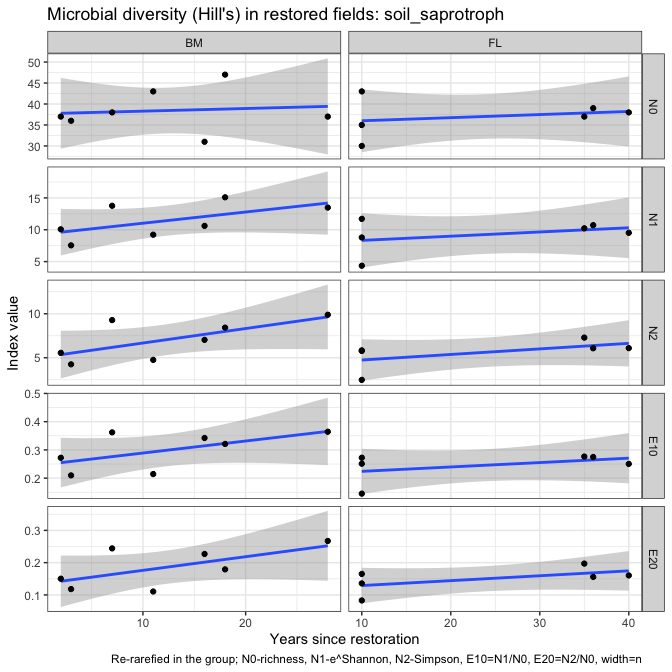 Microbial diversity (Hill's) in restored fields: soil_saprotroph
BM FL
50
45
40
35
30
N0
15
10
5
N1
10
5
N2
0.5
0.4
0.3
0.2
E10
0.3
0.2
0.1
E20
Index value
10 20 10 20 30 40
Years since restoration
Re-rarefied in the group; N0-richness, N1-e^Shannon, N2-Simpson, E10=N1/N0, E20=N2/N0, width=n